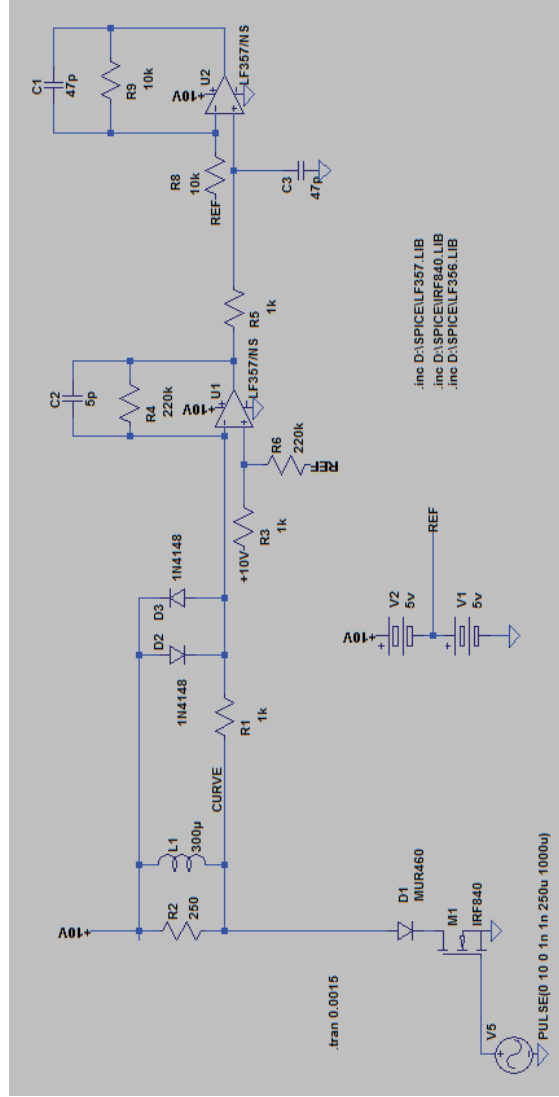 +10V
R2
250
L1
300µ
CURVE
R1
1k
1N4148
D2
D3
1N4148
+10V
R3
1k
C2
5p
R4
220k
+10V
U1
LF357/NS
R6
220k
REF
R5
1k
C1
47p
R9
10k
R8
10k
REF
+10V
U2
LF357/NS
C3
47p
.tran 0.0015
D1
MUR460
M1
IRF840
V5
PULSE(0 10 0 1n 1n 250u 1000u)
+10V
V2
5v
REF
V1
5v
.inc D:\SPICE\LF357.LIB
.inc D:\SPICE\IRF840.LIB
.inc D:\SPICE\LF356.LIB